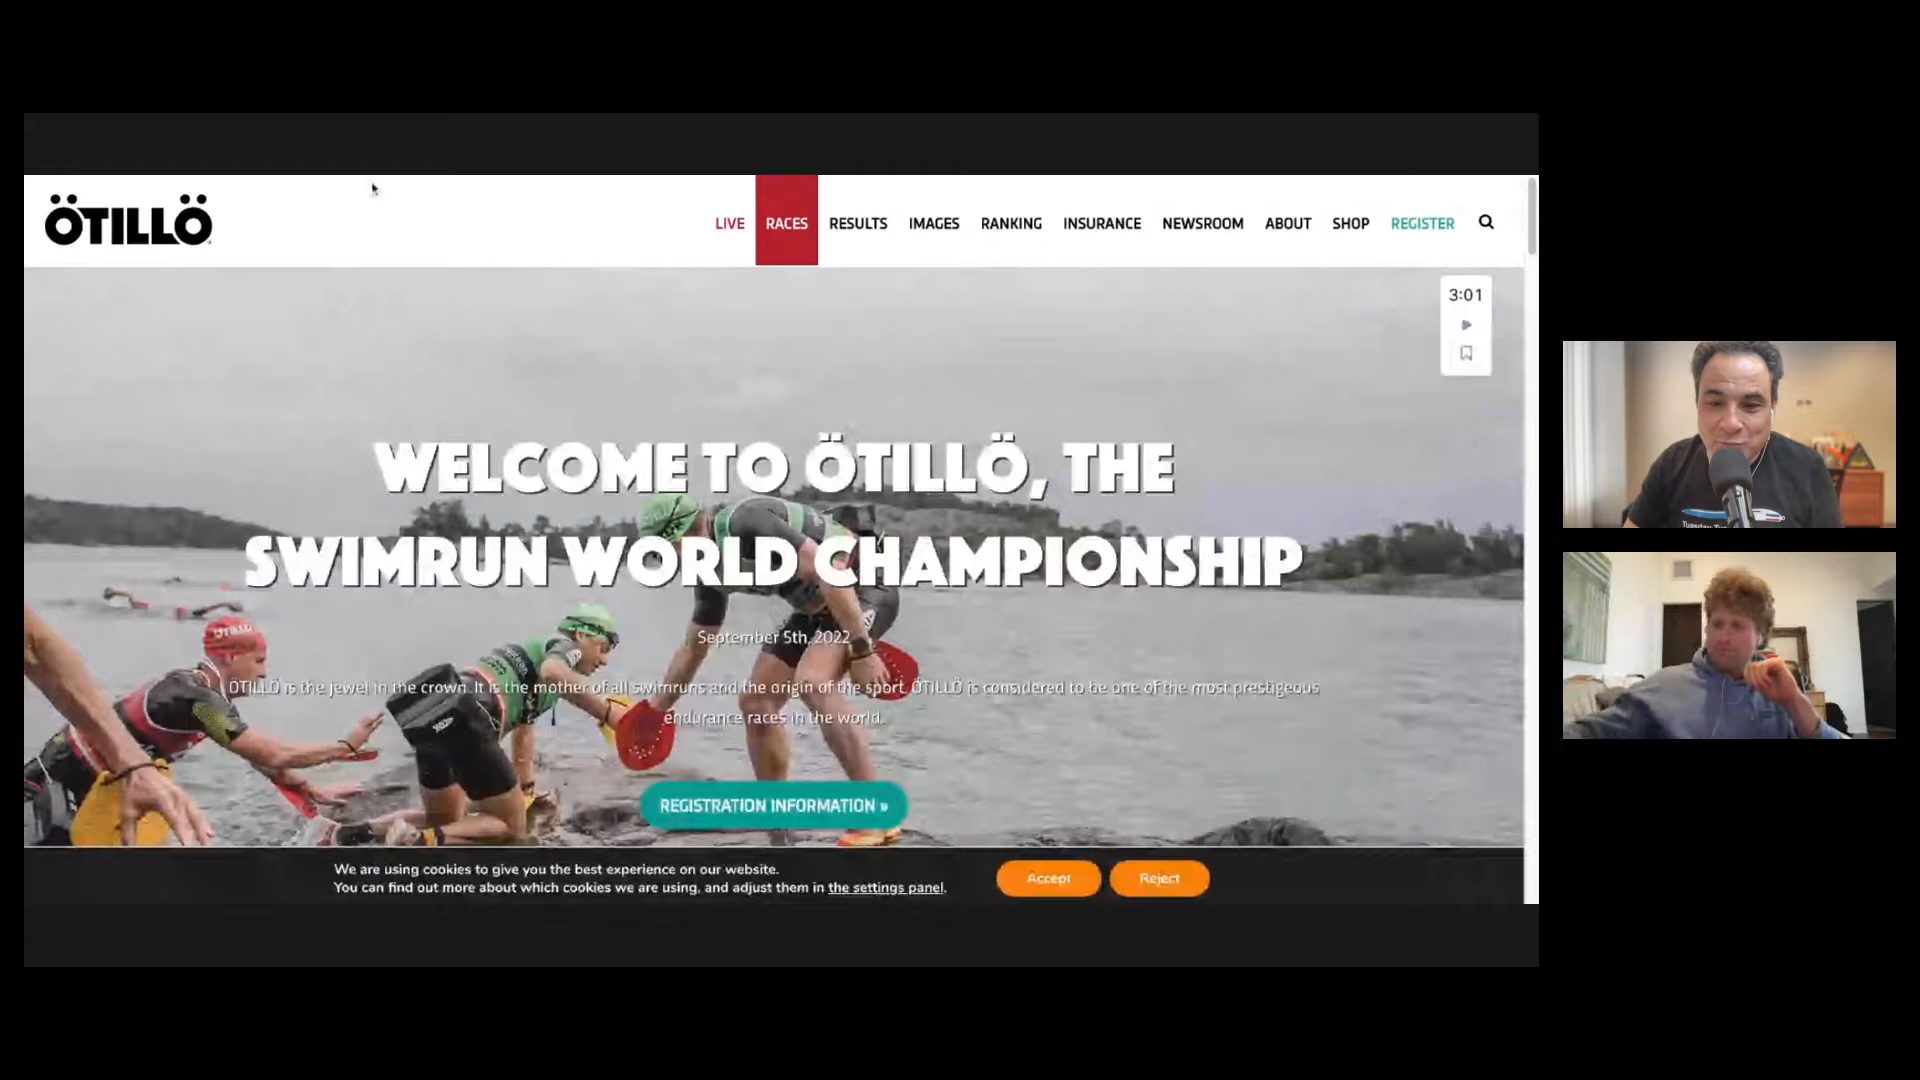 ÖTILLÖ
LIVE RACES RESULTS IMAGES RANKING INSURANCE NEWSROOM ABOUT SHOP REGISTER
3:01
WELCOME TO ÖTILLÖ, THE
SWIMRUN WORLD CHAMPIONSHIP
September 5th, 2022
ÖTILLÖ is the jewel in the crown. It is the mother of all swimruns and the origin of the sport. ÖTILLÖ is considered to be one of the most prestigeous
endurance races in the world.
REGISTRATION INFORMATION »
We are using cookies to give you the best experience on our website.
You can find out more about which cookies we are using, and adjust them in the settings panel.
Accept Reject
Tuesday